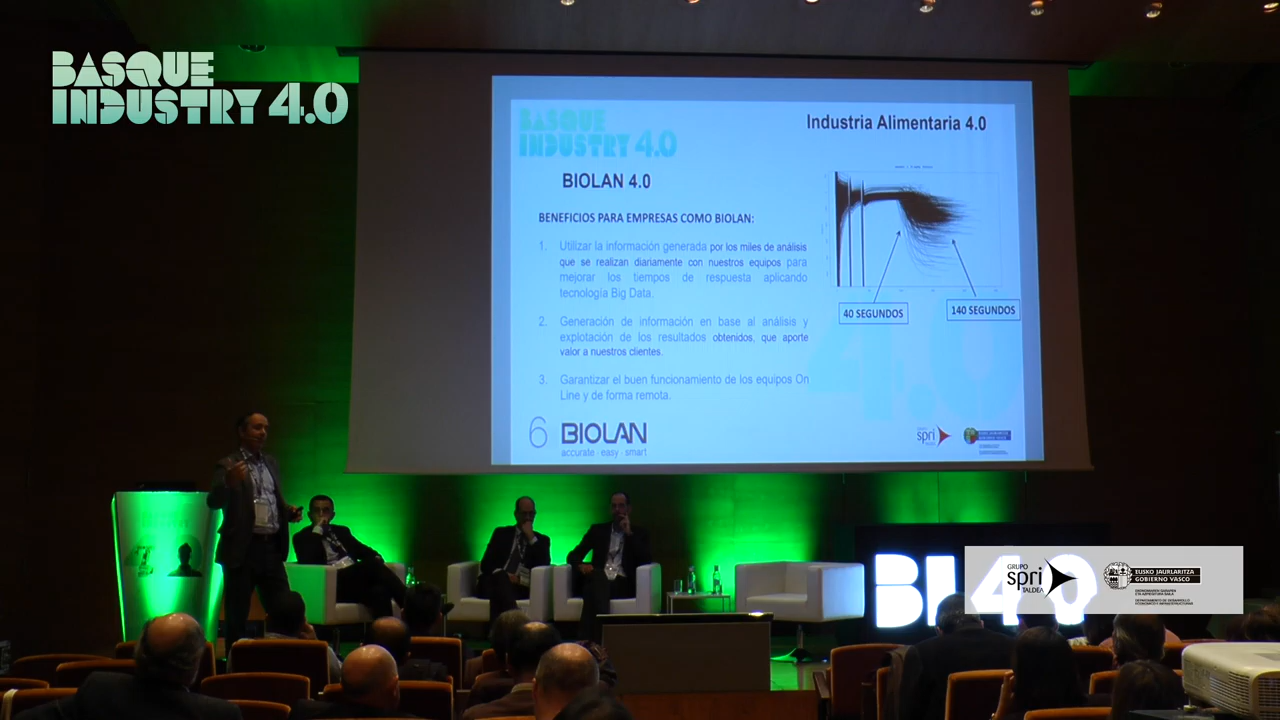 BASQUE
INDUSTRY 4.0
BASQUE
INDUSTRY 4.0
Industria Alimentaria 4.0
BIOLAN 4.0
BENEFICIOS PARA EMPRESAS COMO BIOLAN:
1. Utilizar la información generada por los miles de análisis
que se realizan diariamente con nuestros equipos para
mejorar los tiempos de respuesta aplicando
tecnología Big Data.
2. Generación de información en base al análisis y
explotación de los resultados obtenidos, que aporte
valor a nuestros clientes.
3. Garantizar el buen funcionamiento de los equipos On
Line y de forma remota.
40 SEGUNDOS
140 SEGUNDOS
4.0
6 BIOLAN
accurate · easy · smart
spri
BI 4.0
GRUPO
spri
TALDEA
EUSKO JAURLARITZA
GOBIERNO VASCO